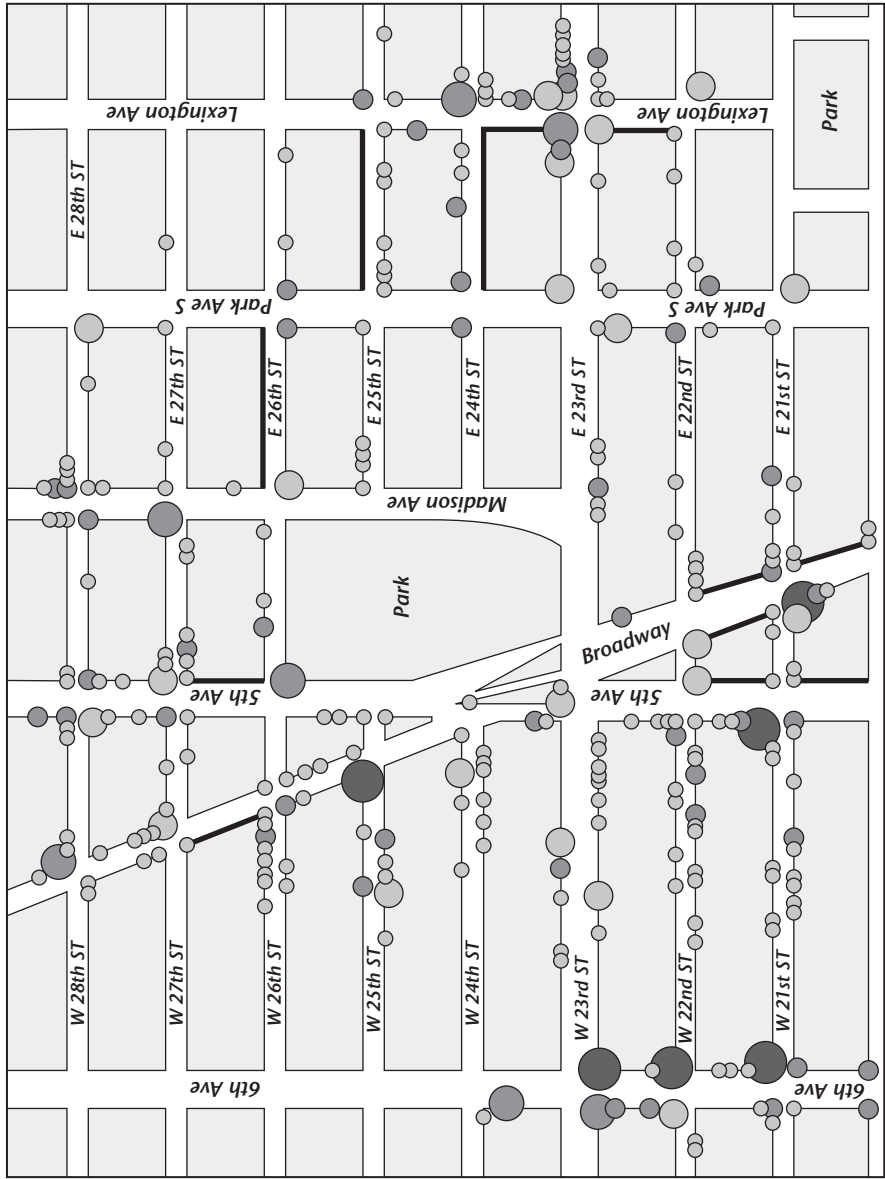 Lexington Ave
Lexington Ave
Park
E 28th ST
Park Ave S
Park Ave S
E 27th ST
E 26th ST
E 25th ST
E 24th ST
E 23rd ST
E 22nd ST
E 21st ST
Madison Ave
Park
Broadway
5th Ave
5th Ave
W 28th ST
W 27th ST
W 26th ST
W 25th ST
W 24th ST
W 23rd ST
W 22nd ST
W 21st ST
6th Ave
6th Ave